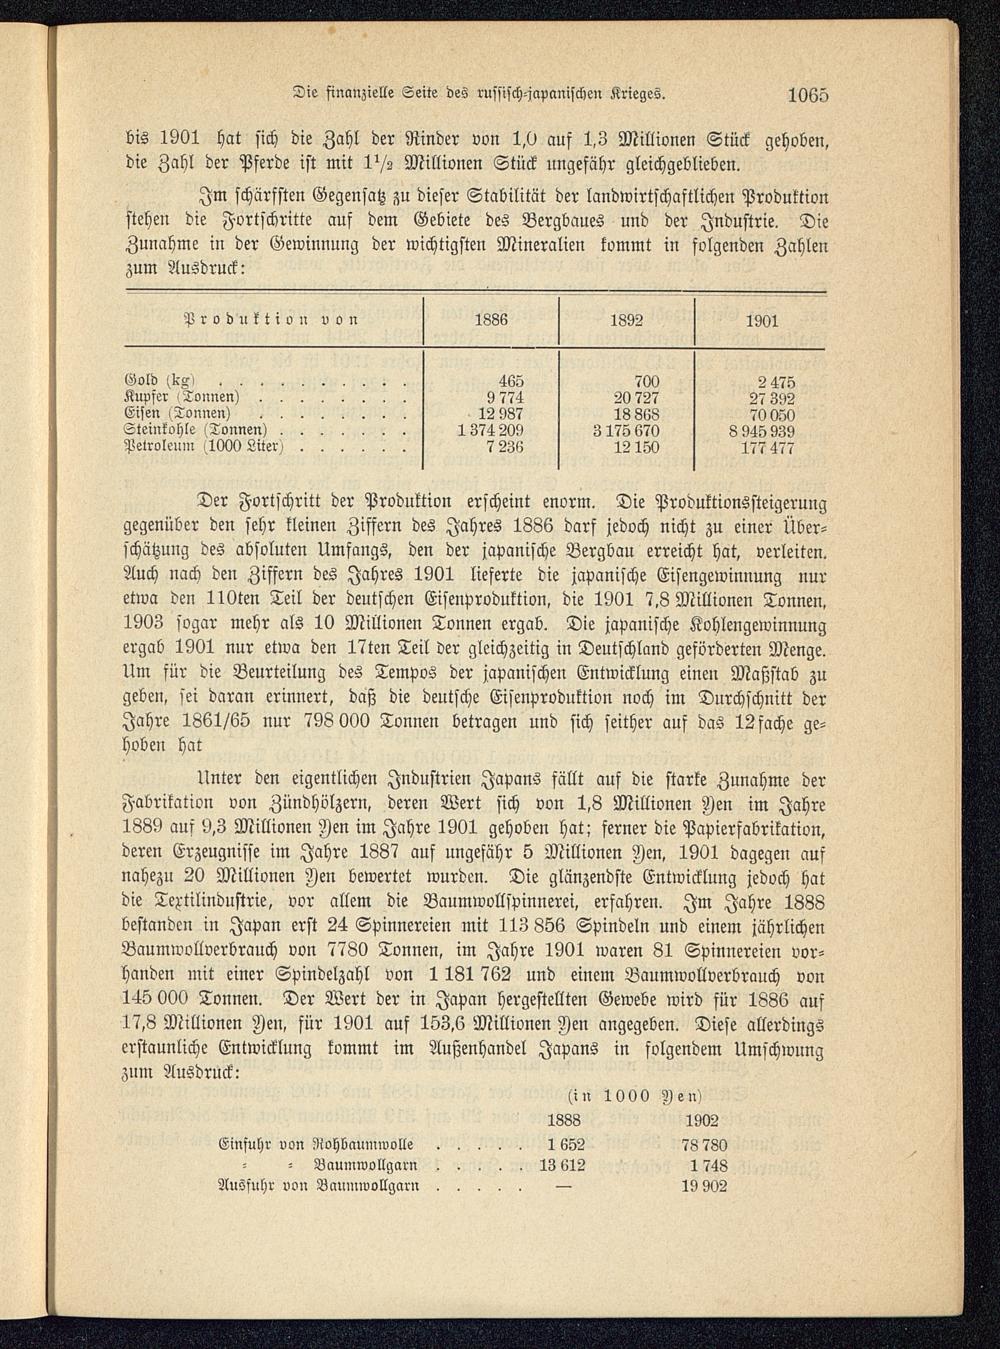 Die finanzielle Seite des russisch-japanischen Krieges. 1065
bis 1901 hat sich die Zahl der Rinder von 1,0 auf 1,3 Millionen Stück gehoben,
die Zahl der Pferde ist mit 1 1/2 Millionen Stück ungefähr gleichgeblieben.
Im schärfsten Gegensatz zu dieser Stabilität der landwirtschaftlichen Produktion
stehen die Fortschritte auf dem Gebiete des Bergbaues und der Industrie. Die
Zunahme in der Gewinnung der wichtigsten Mineralien kommt in folgenden Zahlen
zum Ausdruck:
Produktion von 1886 1892 1901
Gold (kg) . . . . . . . . . . 465 700 2 475
Kupfer (Tonnen) . . . . . . . . 9 774 20 727 27 392
Eisen (Tonnen) . . . . . . . . . 12 987 18 868 70 050
Steinkohle (Tonnen) . . . . . . . 1 374 209 3 175 670 8 945 939
Petroleum (1000 Liter) . . . . . . 7 236 12 150 177 477
Der Fortschritt der Produktion erscheint enorm. Die Produktionssteigerung
gegenüber den sehr kleinen Ziffern des Jahres 1886 darf jedoch nicht zu einer Über-
schätzung des absoluten Umfangs, den der japanische Bergbau erreicht hat, verleiten.
Auch nach den Ziffern des Jahres 1901 lieferte die japanische Eisengewinnung nur
etwa den 110ten Teil der deutschen Eisenproduktion, die 1901 7,8 Millionen Tonnen,
1903 sogar mehr als 10 Millionen Tonnen ergab. Die japanische Kohlengewinnung
ergab 1901 nur etwa den 17ten Teil der gleichzeitig in Deutschland geförderten Menge.
Um für die Beurteilung des Tempos der japanischen Entwicklung einen Maßstab zu
geben, sei daran erinnert, daß die deutsche Eisenproduktion noch im Durchschnitt der
Jahre 1861/65 nur 798 000 Tonnen betragen und sich seither auf das 12fache ge-
hoben hat
Unter den eigentlichen Industrien Japans fällt auf die starke Zunahme der
Fabrikation von Zündhölzern, deren Wert sich von 1,8 Millionen Yen im Jahre
1889 auf 9,3 Millionen Yen im Jahre 1901 gehoben hat; ferner die Papierfabrikation,
deren Erzeugnisse im Jahre 1887 auf ungefähr 5 Millionen Yen, 1901 dagegen auf
nahezu 20 Millionen Yen bewertet wurden. Die glänzendste Entwicklung jedoch hat
die Textilindustrie, vor allem die Baumwollspinnerei, erfahren. Im Jahre 1888
bestanden in Japan erst 24 Spinnereien mit 113 856 Spindeln und einem jährlichen
Baumwollverbrauch von 7780 Tonnen, im Jahre 1901 waren 81 Spinnereien vor-
handen mit einer Spindelzahl von 1 181 762 und einem Baumwollverbrauch von
145 000 Tonnen. Der Wert der in Japan hergestellten Gewebe wird für 1886 auf
17,8 Millionen Yen, für 1901 auf 153,6 Millionen Yen angegeben. Diese allerdings
erstaunliche Entwicklung kommt im Außenhandel Japans in folgendem Umschwung
zum Ausdruck:
(in 1000 Yen)
1888 1902
Einfuhr von Rohbaumwolle . . . . . 1 652 78 780
" " Baumwollgarn . . . . . 13 612 1 748
Ausfuhr von Baumwollgarn . . . . . — 19 902